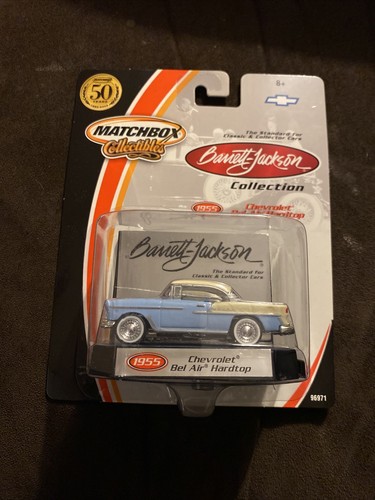 50
YEARS
MATCHBOX
Collectibles
8+
The Standard for
Classic & Collector Cars
Barrett-Jackson
Collection
1955 Chevrolet
Bel Air Hardtop
Barrett-Jackson
The Standard for
Classic & Collector Cars
1955 Chevrolet®
Bel Air® Hardtop
96971